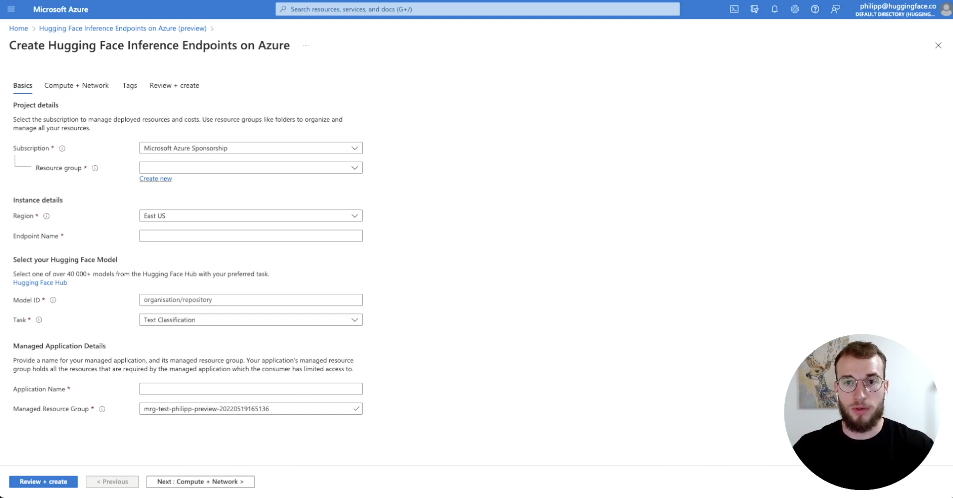 Microsoft Azure
Search resources, services, and docs (G+/)
philipp@huggingface.co
DEFAULT DIRECTORY (HUGGING...
Home > Hugging Face Inference Endpoints on Azure (preview) >
Create Hugging Face Inference Endpoints on Azure ...
Basics Compute + Network Tags Review + create
Project details
Select the subscription to manage deployed resources and costs. Use resource groups like folders to organize and
manage all your resources.
Subscription * Microsoft Azure Sponsorship
Resource group *
Create new
Instance details
Region * East US
Endpoint Name *
Select your Hugging Face Model
Select one of over 40 000+ models from the Hugging Face Hub with your preferred task.
Hugging Face Hub
Model ID * organisation/repository
Task * Text Classification
Managed Application Details
Provide a name for your managed application, and its managed resource group. Your application's managed resource
group holds all the resources that are required by the managed application which the consumer has limited access to.
Application Name *
Managed Resource Group * mrg-test-philipp-preview-20220519165136
Review + create < Previous Next : Compute + Network >